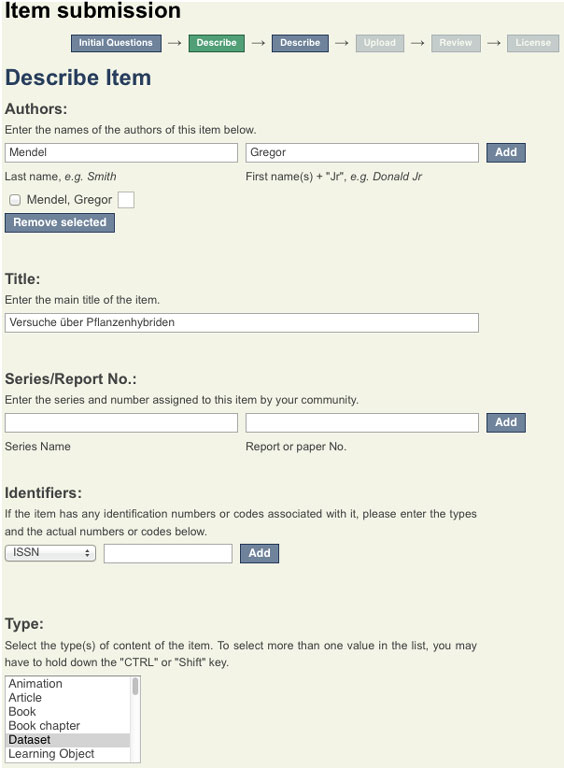 Item submission
Initial Questions → Describe → Describe → Upload → Review → License
Describe Item
Authors:
Enter the names of the authors of this item below.
Mendel Gregor Add
Last name, e.g. Smith First name(s) + "Jr", e.g. Donald Jr
Mendel, Gregor
Remove selected
Title:
Enter the main title of the item.
Versuche über Pflanzenhybriden
Series/Report No.:
Enter the series and number assigned to this item by your community.
Add
Series Name Report or paper No.
Identifiers:
If the item has any identification numbers or codes associated with it, please enter the types
and the actual numbers or codes below.
ISSN Add
Type:
Select the type(s) of content of the item. To select more than one value in the list, you may
have to hold down the "CTRL" or "Shift" key.
Animation
Article
Book
Book chapter
Dataset
Learning Object